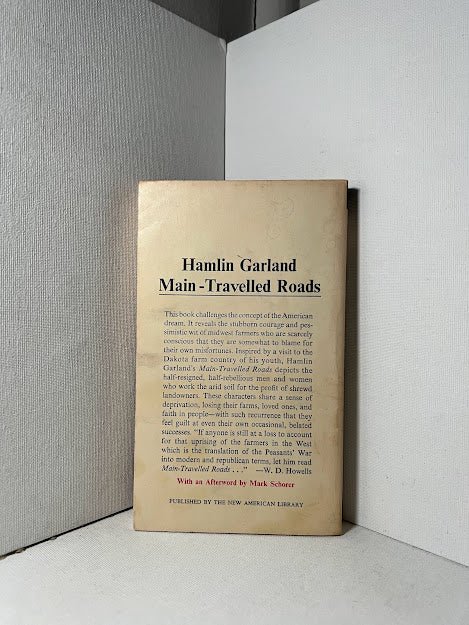 Hamlin Garland
Main-Travelled Roads
This book challenges the concept of the American
dream. It reveals the stubborn courage and pes-
simistic wit of midwest farmers who are scarcely
conscious that they are somewhat to blame for
their own misfortunes. Inspired by a visit to the
Dakota farm country of his youth, Hamlin
Garland's Main-Travelled Roads depicts the
half-resigned, half-rebellious men and women
who work the arid soil for the profit of shrewd
landowners. These characters share a sense of
deprivation, losing their farms, loved ones, and
faith in people—with such recurrence that they
feel guilt at even their own occasional, belated
successes. "If anyone is still at a loss to account
for that uprising of the farmers in the West
which is the translation of the Peasants' War
into modern and republican terms, let him read
Main-Travelled Roads . . ." —W. D. Howells
With an Afterword by Mark Schorer
PUBLISHED BY THE NEW AMERICAN LIBRARY